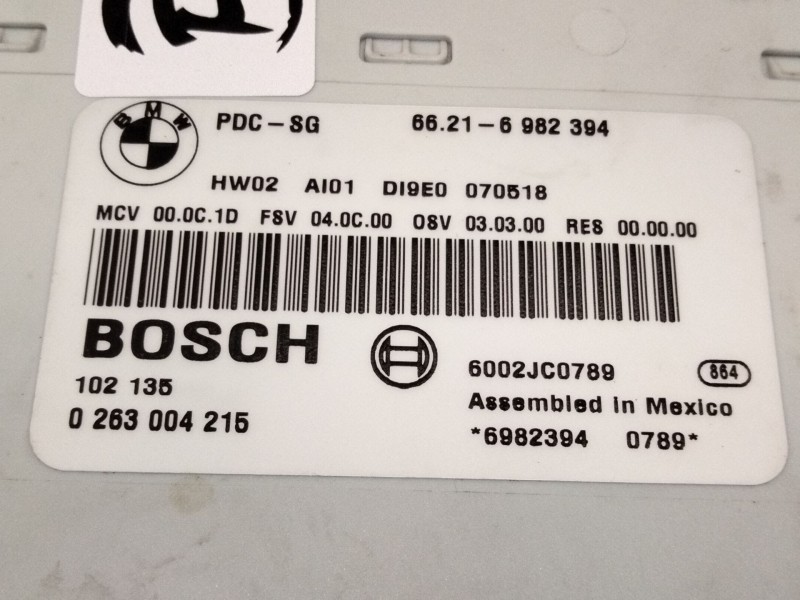 BMW
PDC-SG 66.21-6 982 394
HW02 AI01 DI9E0 070518
MCV 00.0C.1D FSV 04.0C.00 OSV 03.03.00 RES 00.00.00
BOSCH
6002JC0789 864
102 135
Assembled in Mexico
0 263 004 215
*6982394 0789*